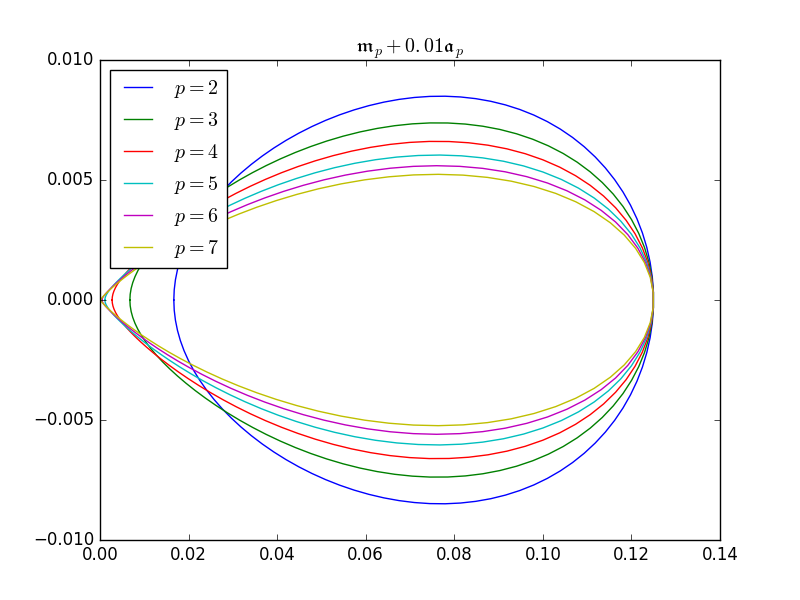 𝔪_p + 0.01𝔞_p
0.010
0.005
0.000
−0.005
−0.010
p = 2
p = 3
p = 4
p = 5
p = 6
p = 7
0.00 0.02 0.04 0.06 0.08 0.10 0.12 0.14